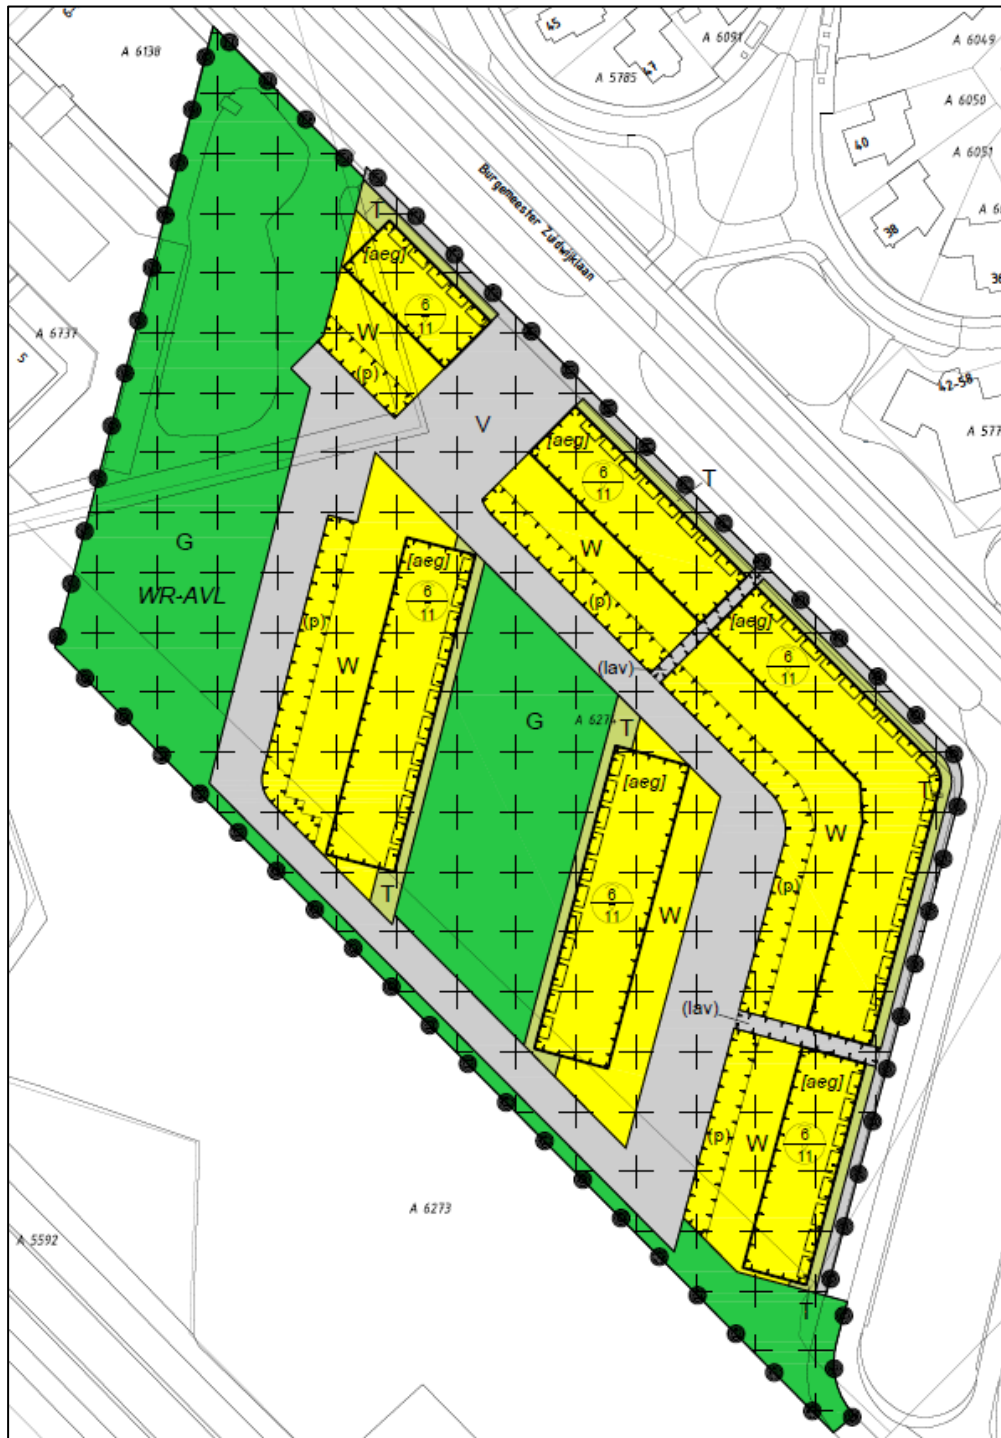 A 6138
45
47
A 6091
A 5785
A 6049
A 6050
40
A 6051
38
36
42-58
A 577
Burgemeester Zuidwijklaan
A 6737
5
T
[aeg]
6
11
W
(p)
V
[aeg]
6
11
T
W
(p)
G
WR-AVL
[aeg]
6
11
(p)
W
(lav)
[aeg]
6
11
G
A 627
T
[aeg]
6
11
W
W
(p)
T
(lav)
[aeg]
6
11
(p)
W
A 6273
A 5592
T